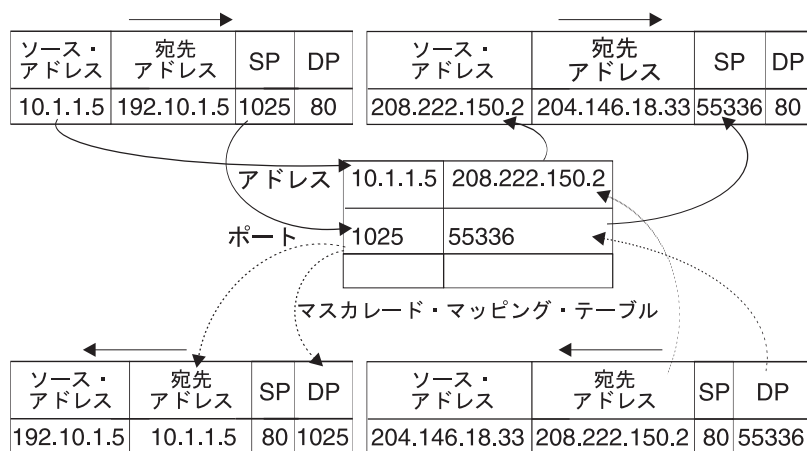 ソース・
アドレス
宛先
アドレス
SP
DP
10.1.1.5
192.10.1.5
1025
80
ソース・
アドレス
宛先
アドレス
SP
DP
208.222.150.2
204.146.18.33
55336
80
アドレス
10.1.1.5
208.222.150.2
ポート
1025
55336
マスカレード・マッピング・テーブル
ソース・
アドレス
宛先
アドレス
SP
DP
192.10.1.5
10.1.1.5
80
1025
ソース・
アドレス
宛先
アドレス
SP
DP
204.146.18.33
208.222.150.2
80
55336